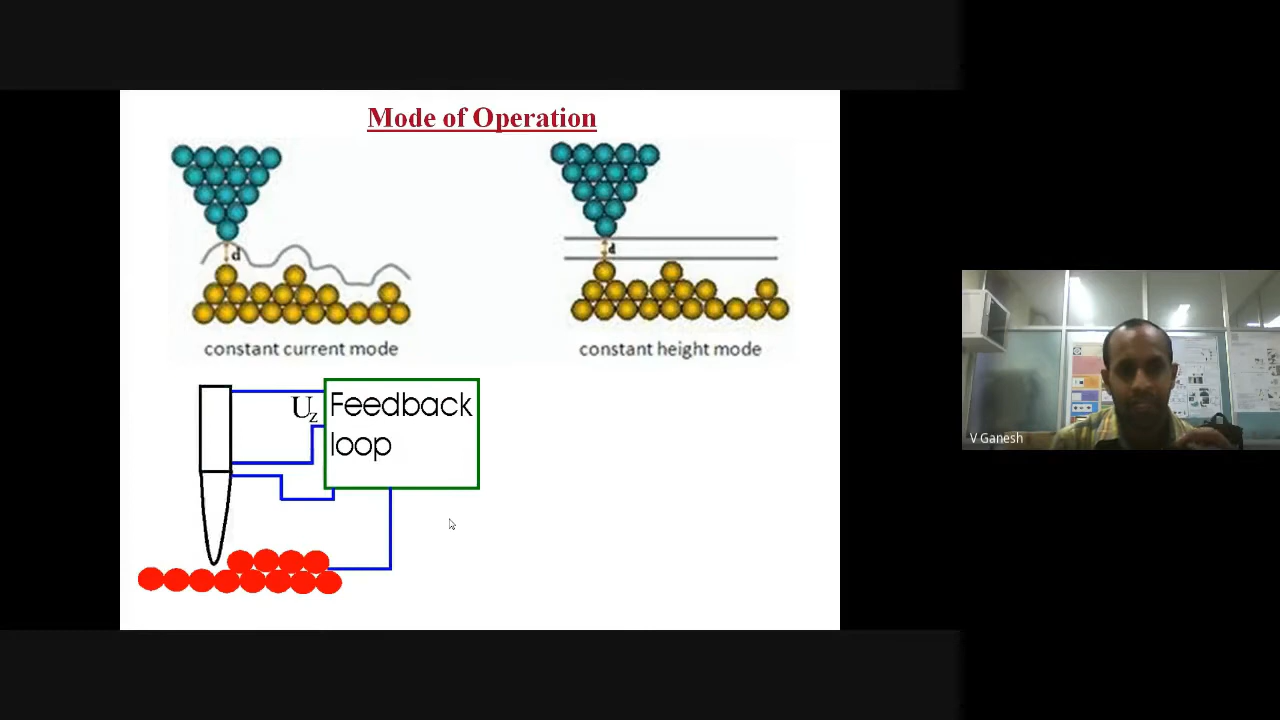 Mode of Operation
d
d
constant current mode
constant height mode
Uz
Feedback
loop
V Ganesh